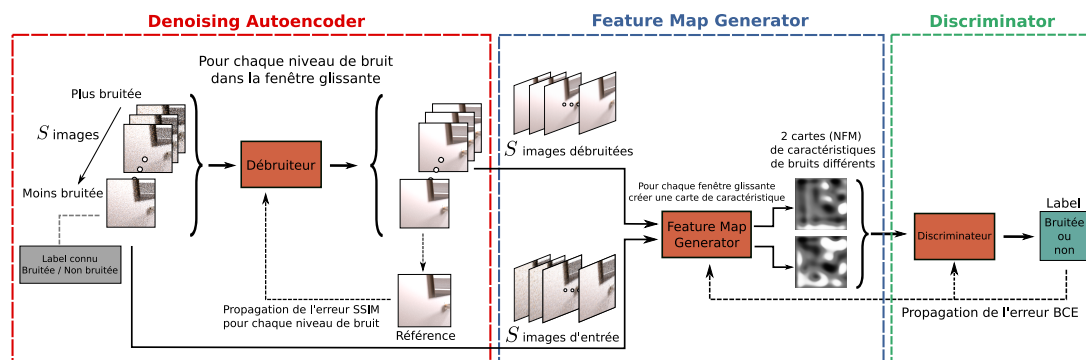 Denoising Autoencoder
Pour chaque niveau de bruit
dans la fenêtre glissante
Plus bruitée
S images
Moins bruitée
Débruiteur
Label connu
Bruitée / Non bruitée
Propagation de l'erreur SSIM
pour chaque niveau de bruit
Référence
Feature Map Generator
S images débruitées
Pour chaque fenêtre glissante
créer une carte de caractéristique
Feature Map
Generator
2 cartes (NFM)
de caractéristiques
de bruits différents
S images d'entrée
Discriminator
Discriminateur
Label
Bruitée
ou
non
Propagation de l'erreur BCE